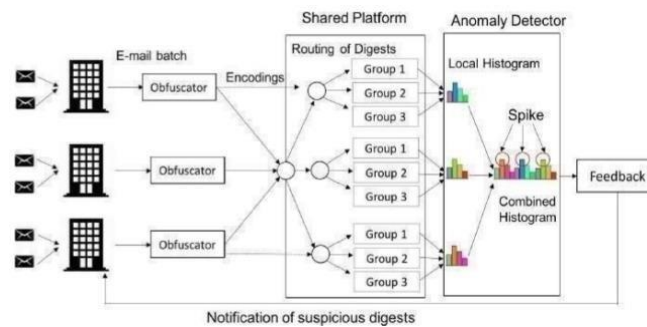 Shared Platform
Anomaly Detector
E-mail batch
Routing of Digests
Encodings
Obfuscator
Group 1
Group 2
Group 3
Local Histogram
Spike
Obfuscator
Group 1
Group 2
Group 3
Combined
Histogram
Feedback
Obfuscator
Group 1
Group 2
Group 3
Notification of suspicious digests